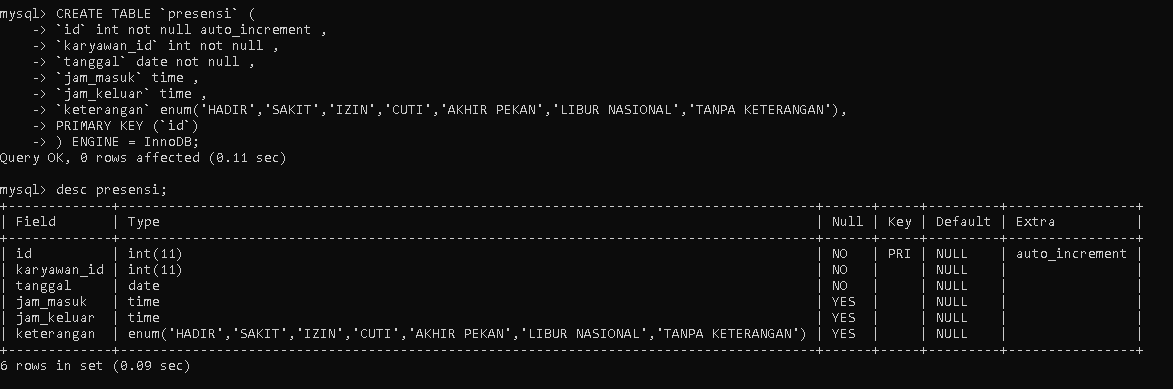 mysql> CREATE TABLE `presensi` (
    -> `id` int not null auto_increment ,
    -> `karyawan_id` int not null ,
    -> `tanggal` date not null ,
    -> `jam_masuk` time ,
    -> `jam_keluar` time ,
    -> `keterangan` enum('HADIR','SAKIT','IZIN','CUTI','AKHIR PEKAN','LIBUR NASIONAL','TANPA KETERANGAN'),
    -> PRIMARY KEY (`id`)
    -> ) ENGINE = InnoDB;
Query OK, 0 rows affected (0.11 sec)

mysql> desc presensi;
+-------------+--------------------------------------------------------------------------------------+------+-----+---------+----------------+
| Field       | Type                                                                                 | Null | Key | Default | Extra          |
+-------------+--------------------------------------------------------------------------------------+------+-----+---------+----------------+
| id          | int(11)                                                                              | NO   | PRI | NULL    | auto_increment |
| karyawan_id | int(11)                                                                              | NO   |     | NULL    |                |
| tanggal     | date                                                                                 | NO   |     | NULL    |                |
| jam_masuk   | time                                                                                 | YES  |     | NULL    |                |
| jam_keluar  | time                                                                                 | YES  |     | NULL    |                |
| keterangan  | enum('HADIR','SAKIT','IZIN','CUTI','AKHIR PEKAN','LIBUR NASIONAL','TANPA KETERANGAN') | YES  |     | NULL    |                |
+-------------+--------------------------------------------------------------------------------------+------+-----+---------+----------------+
6 rows in set (0.09 sec)